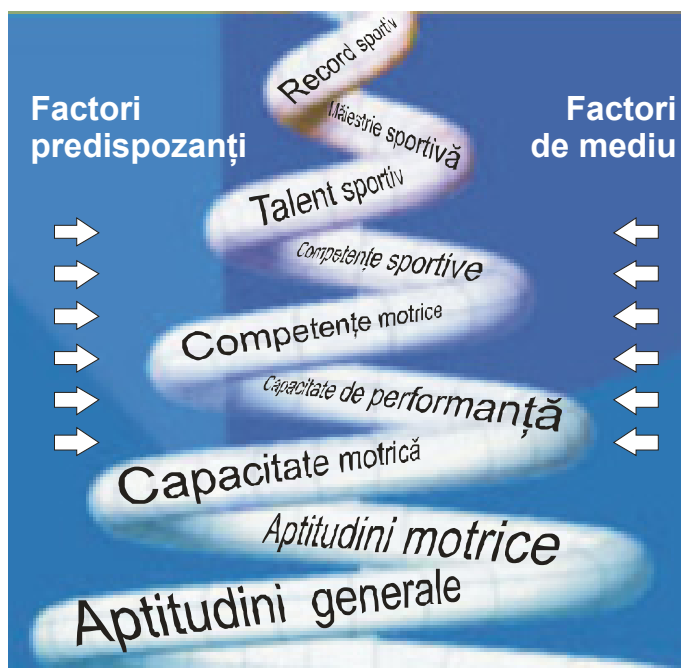 Record sportiv
Măiestrie sportivă
Factori
predispozanți
Factori
de mediu
Talent sportiv
Competențe sportive
Competențe motrice
Capacitate de performanță
Capacitate motrică
Aptitudini motrice
Aptitudini generale